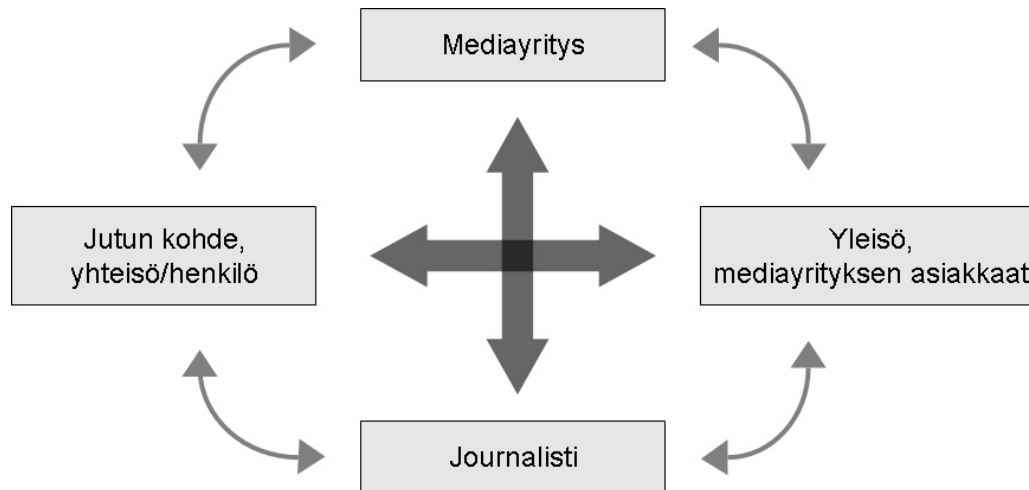 Mediayritys
Jutun kohde,
yhteisö/henkilö
Yleisö,
mediayrityksen asiakkaat
Journalisti